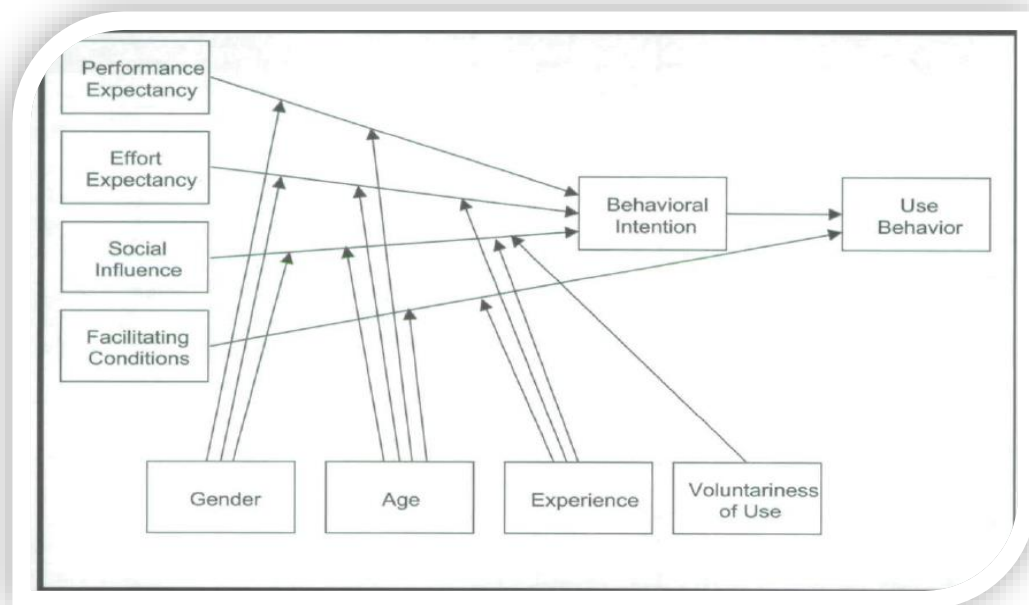 Performance
Expectancy
Effort
Expectancy
Social
Influence
Facilitating
Conditions
Behavioral
Intention
Use
Behavior
Gender
Age
Experience
Voluntariness
of Use